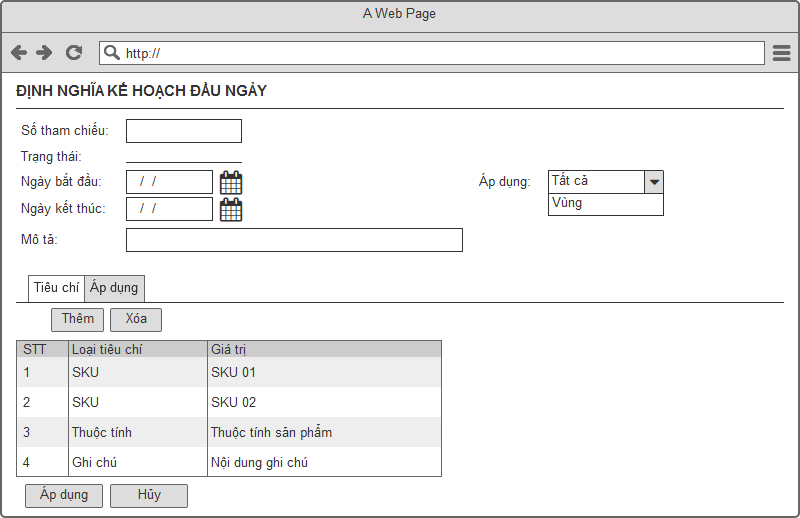 A Web Page
http://
ĐỊNH NGHĨA KẾ HOẠCH ĐẦU NGÀY
Số tham chiếu:
Trạng thái:
Ngày bắt đầu: / / Áp dụng: Tất cả
Ngày kết thúc: / / Vùng
Mô tả:
Tiêu chí Áp dụng
Thêm Xóa
STT Loại tiêu chí Giá trị
1 SKU SKU 01
2 SKU SKU 02
3 Thuộc tính Thuộc tính sản phẩm
4 Ghi chú Nội dung ghi chú
Áp dụng Hủy